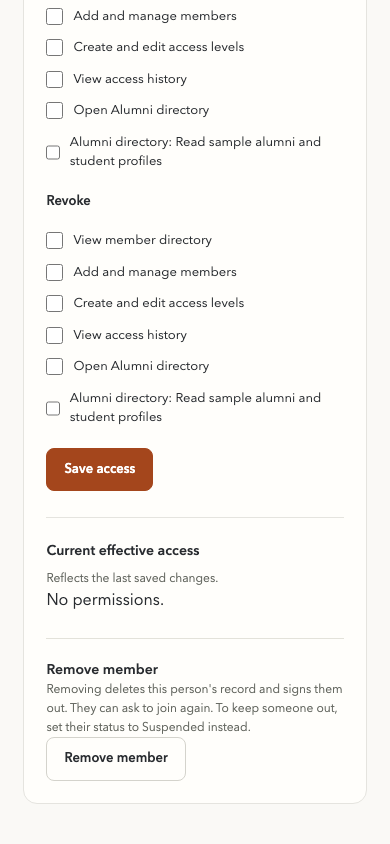 Add and manage members
Create and edit access levels
View access history
Open Alumni directory
Alumni directory: Read sample alumni and
student profiles
Revoke
View member directory
Add and manage members
Create and edit access levels
View access history
Open Alumni directory
Alumni directory: Read sample alumni and
student profiles
Save access
Current effective access
Reflects the last saved changes.
No permissions.
Remove member
Removing deletes this person's record and signs them
out. They can ask to join again. To keep someone out,
set their status to Suspended instead.
Remove member